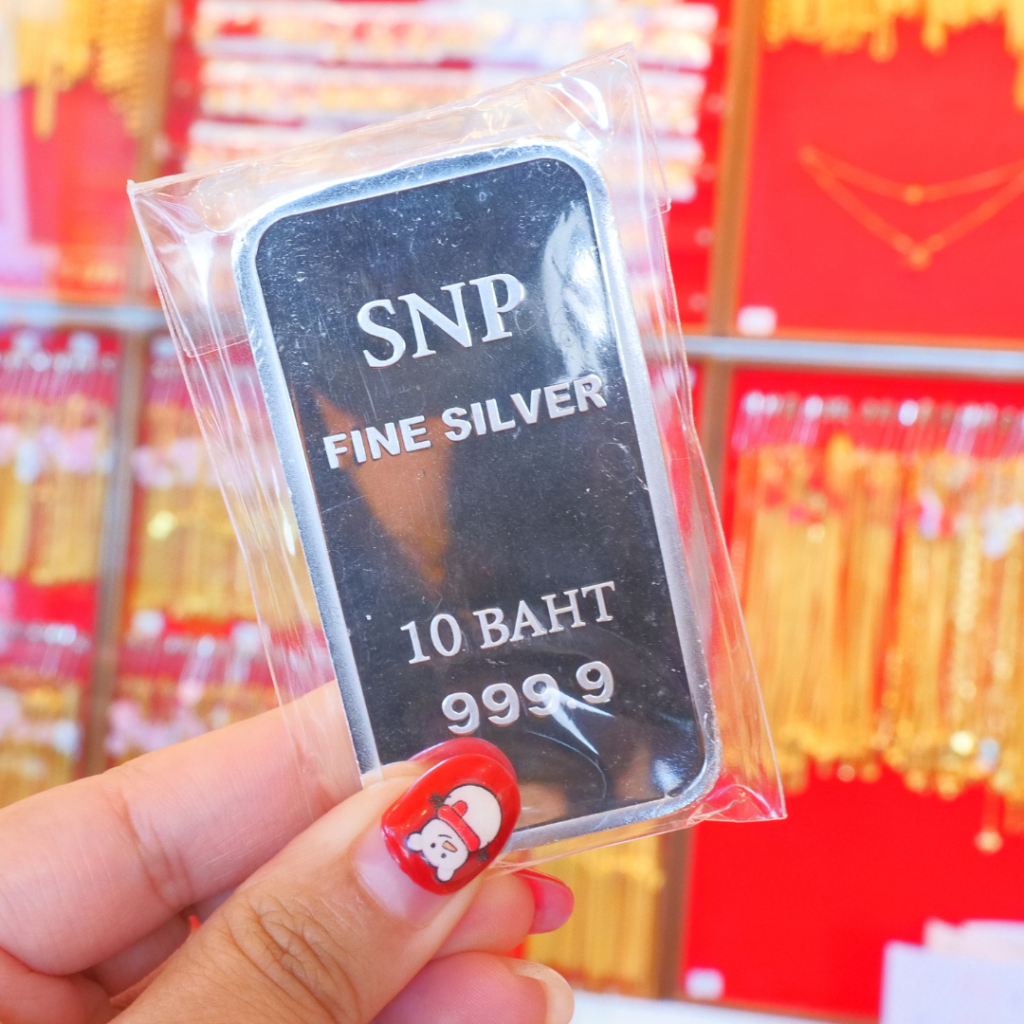 SNP
FINE SILVER
10 BAHT
999.9